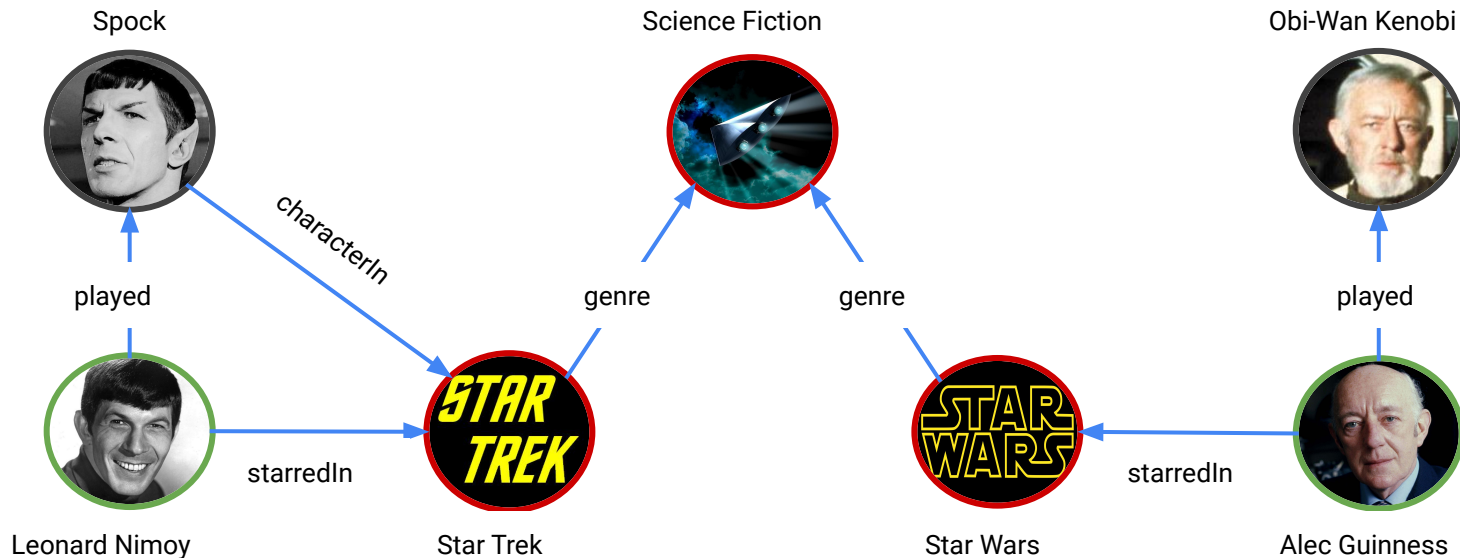 Spock
Science Fiction
Obi-Wan Kenobi
characterIn
played
genre
genre
played
STAR
TREK
STAR
WARS
starredIn
starredIn
Leonard Nimoy
Star Trek
Star Wars
Alec Guinness